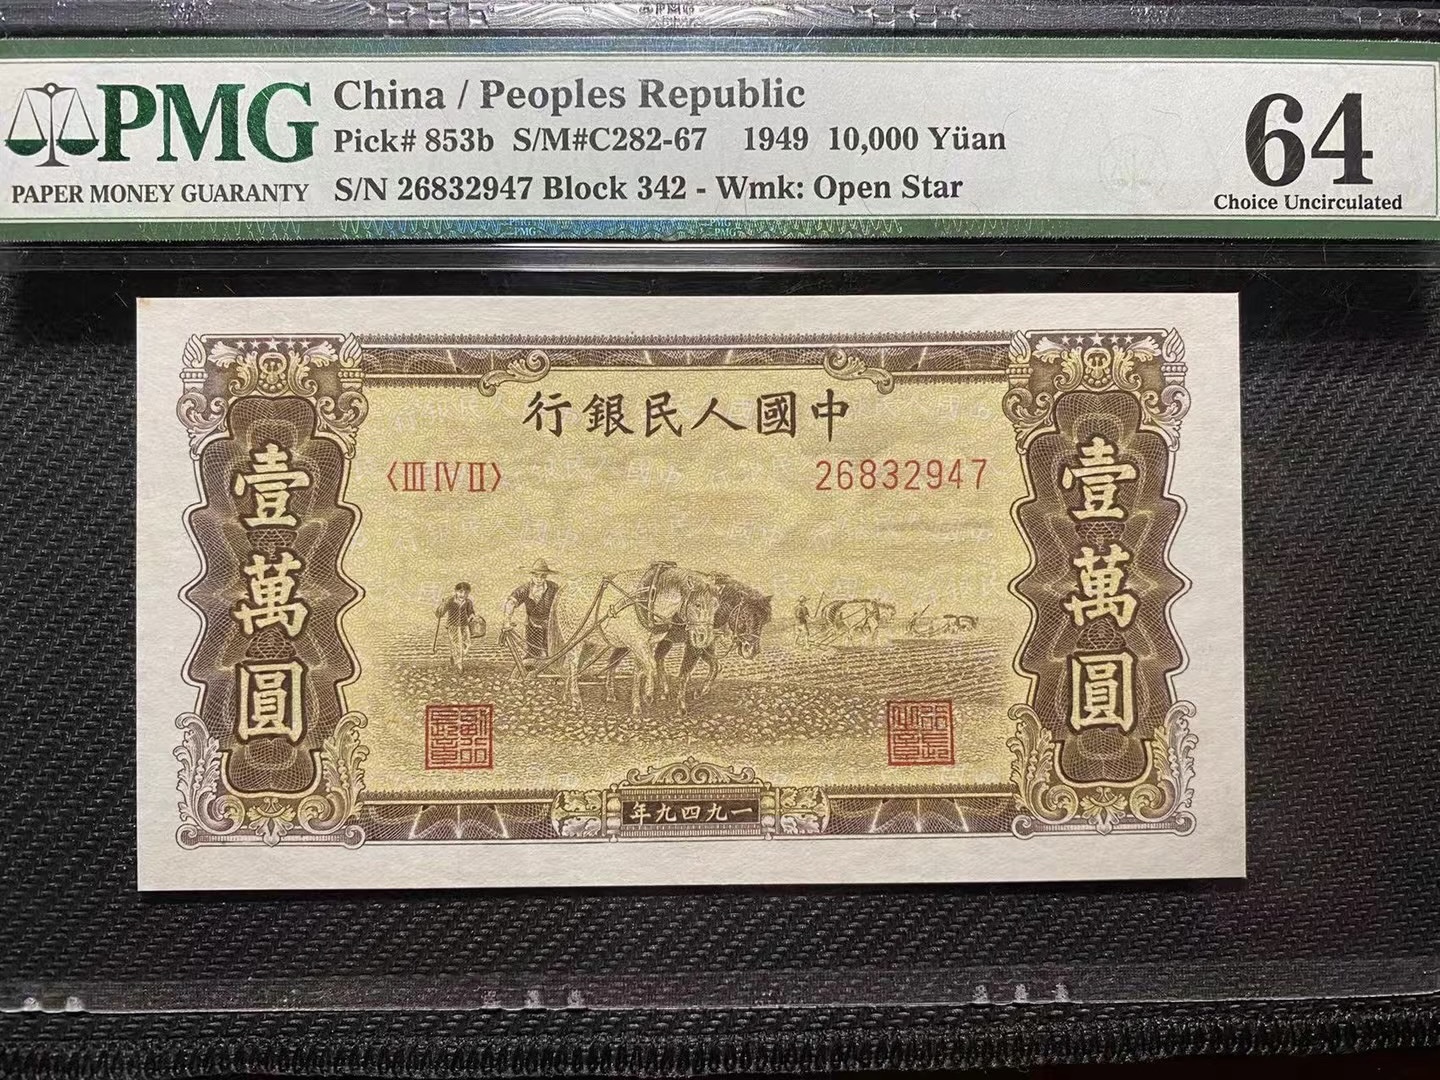 PMG
PAPER MONEY GUARANTY
China / Peoples Republic
Pick# 853b S/M#C282-67 1949 10,000 Yüan
S/N 26832947 Block 342 - Wmk: Open Star
64
Choice Uncirculated
行銀民人國中
〈III IV II〉
26832947
壹萬圓
壹萬圓
年九四九一